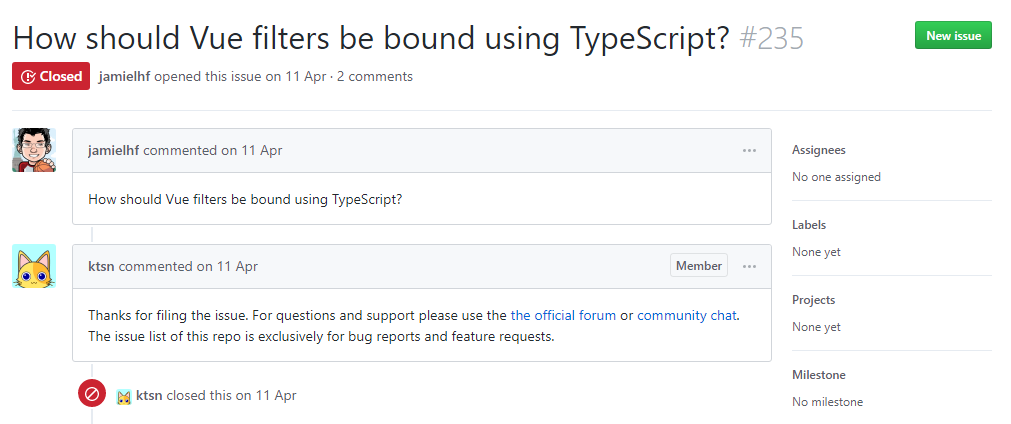 How should Vue filters be bound using TypeScript? #235
New issue
Closed jamielhf opened this issue on 11 Apr · 2 comments
jamielhf commented on 11 Apr
How should Vue filters be bound using TypeScript?
ktsn commented on 11 Apr
Member
Thanks for filing the issue. For questions and support please use the the official forum or community chat.
The issue list of this repo is exclusively for bug reports and feature requests.
ktsn closed this on 11 Apr
Assignees
No one assigned
Labels
None yet
Projects
None yet
Milestone
No milestone